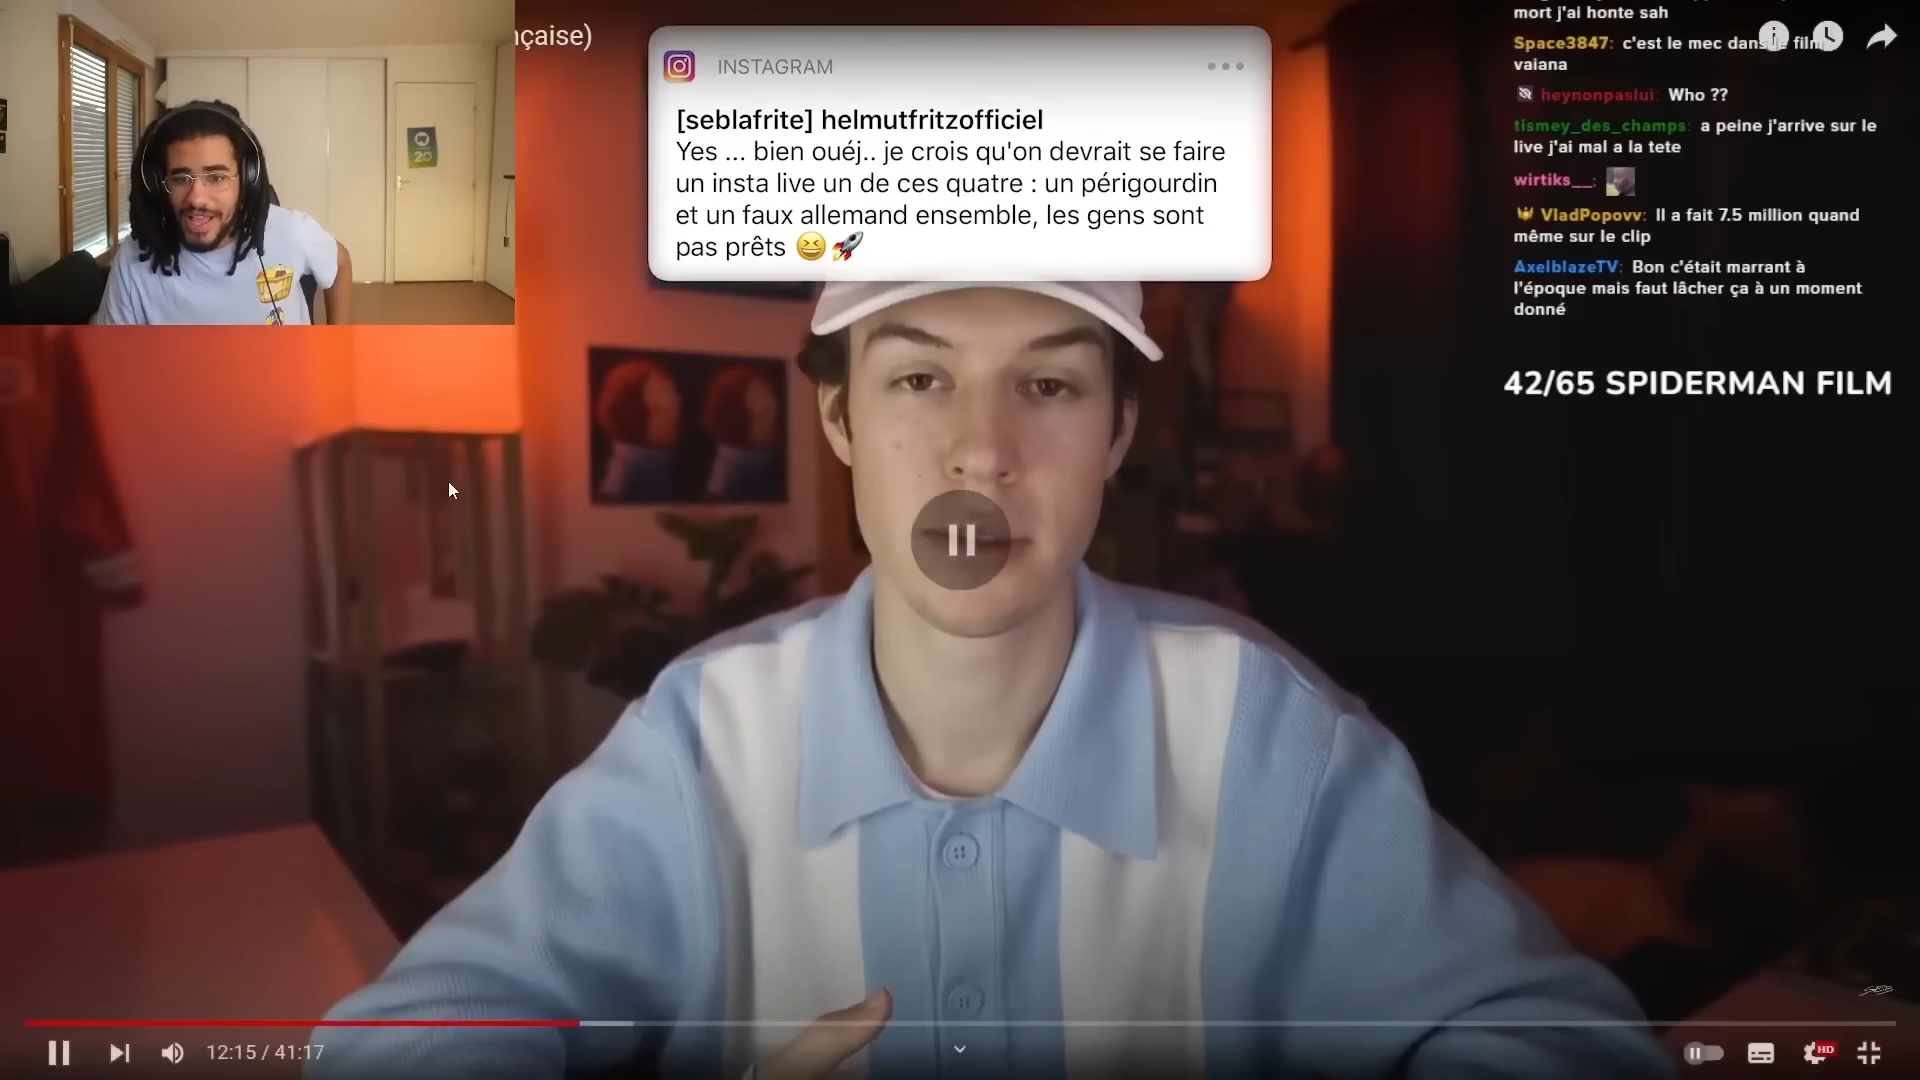 nçaise)
INSTAGRAM
[seblafrite] helmutfritzofficiel
Yes ... bien ouéj.. je crois qu'on devrait se faire
un insta live un de ces quatre : un périgourdin
et un faux allemand ensemble, les gens sont
pas prêts 😆🚀
mort j'ai honte sah
Space3847: c'est le mec dans le film
vaiana
heynonpaslui: Who ??
tismey_des_champs: a peine j'arrive sur le
live j'ai mal a la tete
wirtiks__:
VladPopovv: Il a fait 7.5 million quand
même sur le clip
AxelblazeTV: Bon c'était marrant à
l'époque mais faut lâcher ça à un moment
donné
42/65 SPIDERMAN FILM
20
SEB
12:15 / 41:17
HD